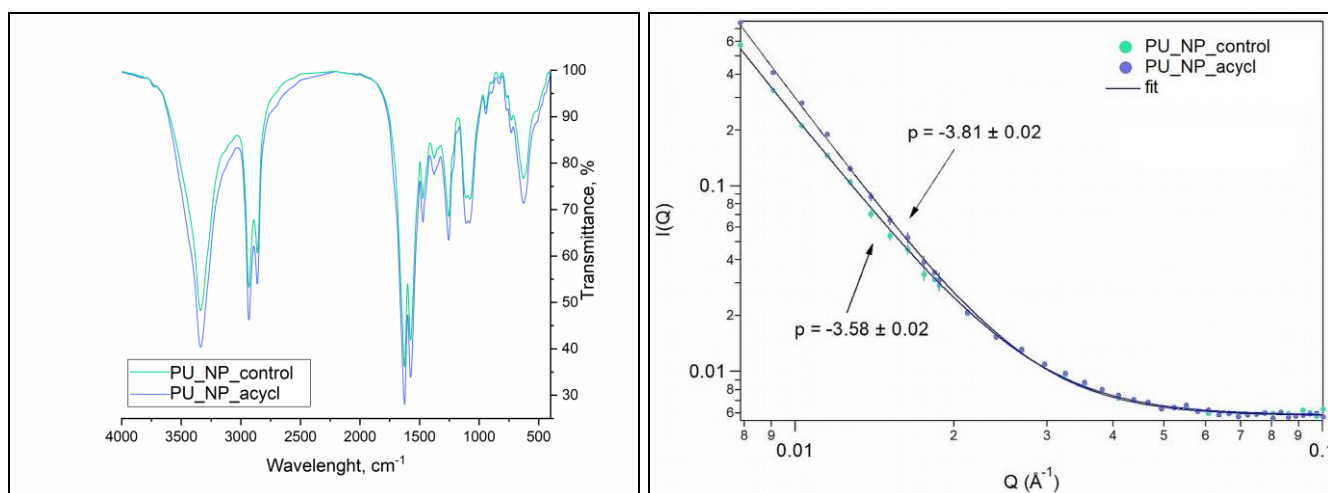 100
90
80
70
60
50
40
30
Transmittance, %
PU_NP_control
PU_NP_acycl
4000 3500 3000 2500 2000 1500 1000 500
Wavelenght, cm-1
PU_NP_control
PU_NP_acycl
fit
p = -3.81 ± 0.02
p = -3.58 ± 0.02
I(Q)
6
4
2
0.1
8
6
4
2
0.01
8
6
8 9 2 3 4 5 6 7 8 9
0.01 0.1
Q (Å-1)